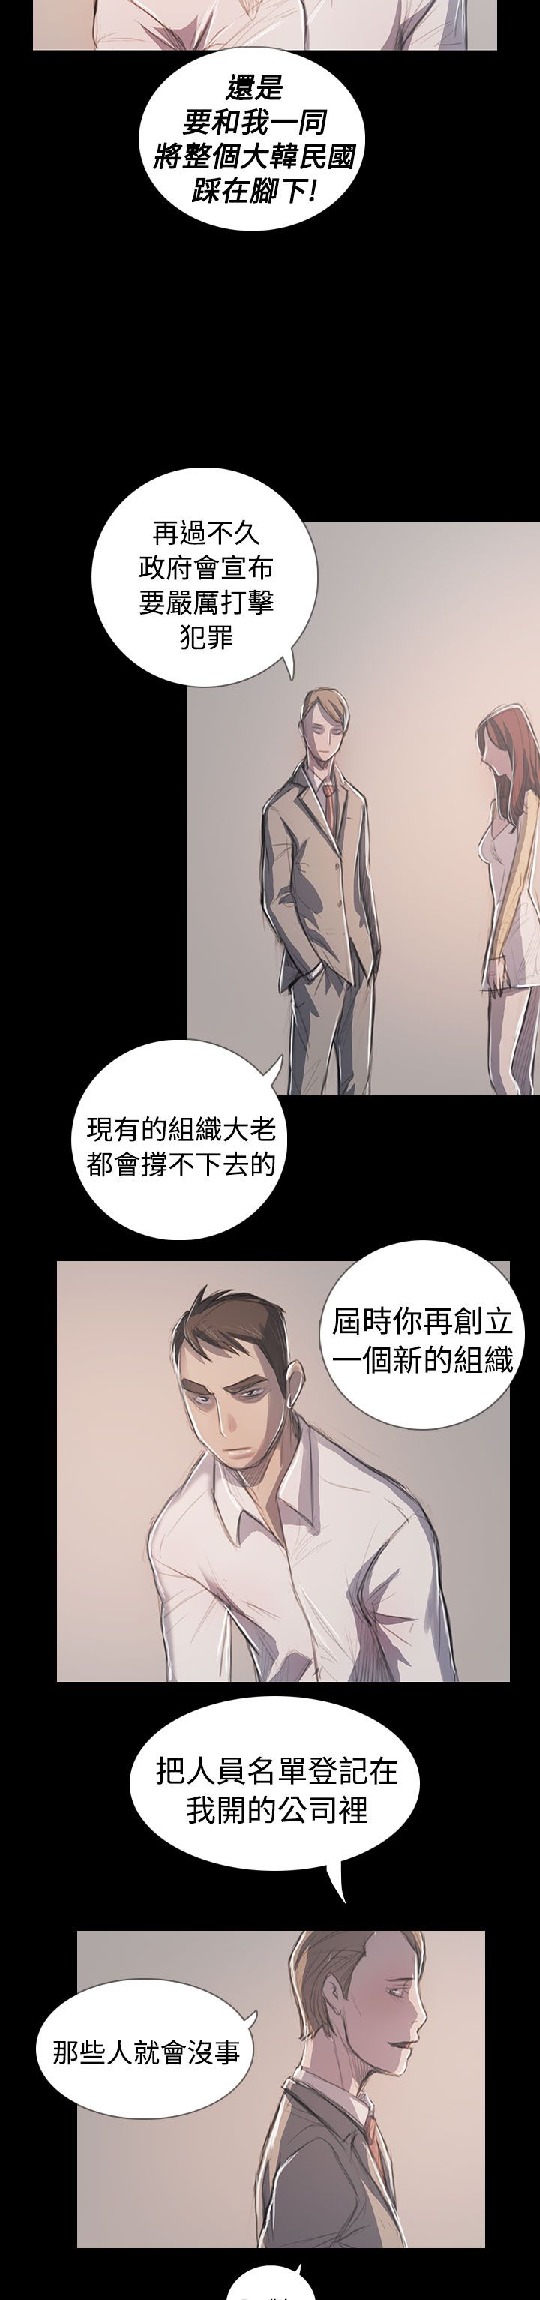 還是
要和我一同
將整個大韓民國
踩在腳下!
再過不久
政府會宣布
要嚴厲打擊
犯罪
現有的組織大老
都會撐不下去的
屆時你再創立
一個新的組織
把人員名單登記在
我開的公司裡
那些人就會沒事